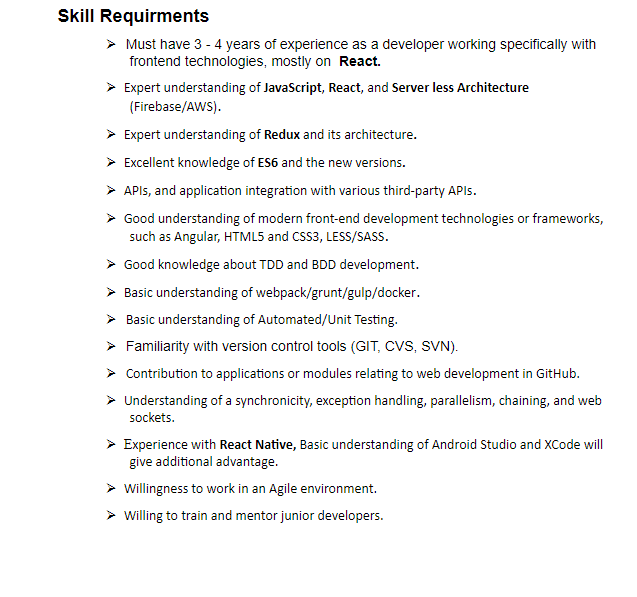 Skill Requirments
➢ Must have 3 - 4 years of experience as a developer working specifically with
frontend technologies, mostly on React.
➢ Expert understanding of JavaScript, React, and Server less Architecture
(Firebase/AWS).
➢ Expert understanding of Redux and its architecture.
➢ Excellent knowledge of ES6 and the new versions.
➢ APIs, and application integration with various third-party APIs.
➢ Good understanding of modern front-end development technologies or frameworks,
such as Angular, HTML5 and CSS3, LESS/SASS.
➢ Good knowledge about TDD and BDD development.
➢ Basic understanding of webpack/grunt/gulp/docker.
➢ Basic understanding of Automated/Unit Testing.
➢ Familiarity with version control tools (GIT, CVS, SVN).
➢ Contribution to applications or modules relating to web development in GitHub.
➢ Understanding of a synchronicity, exception handling, parallelism, chaining, and web
sockets.
➢ Experience with React Native, Basic understanding of Android Studio and XCode will
give additional advantage.
➢ Willingness to work in an Agile environment.
➢ Willing to train and mentor junior developers.